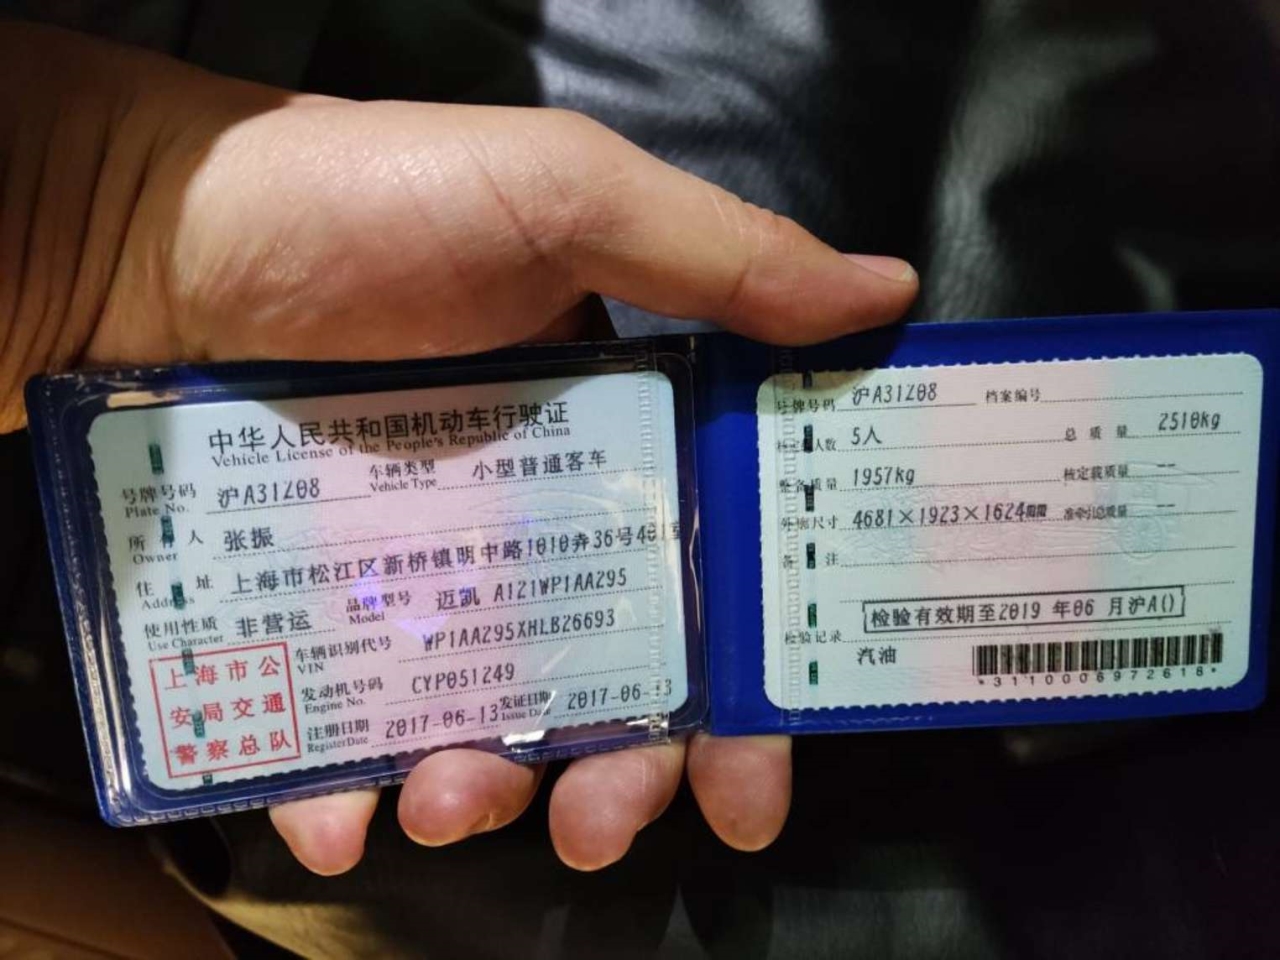 中华人民共和国机动车行驶证
Vehicle License of the People's Republic of China
号牌号码 沪A31Z08 车辆类型 小型普通客车
Plate No. Vehicle Type
所有人 张振
Owner
住址 上海市松江区新桥镇明中路1010弄36号401室
Address
使用性质 非营运 品牌型号 迈凯 A121WP1AA295
Use Character Model
车辆识别代号 WP1AA295XHLB26693
VIN
发动机号码 CYP051249
Engine No.
注册日期 2017-06-13 发证日期 2017-06-13
Register Date Issue Date
上海市公
安局交通
警察总队
号牌号码 沪A31Z08 档案编号
核定载人数 5人 总质量 2510kg
整备质量 1957kg 核定载质量 --
外廓尺寸 4681×1923×1624mm 准牵引总质量 --
备注
检验有效期至2019年06月沪A()
检验记录
汽油
*3110006972618*